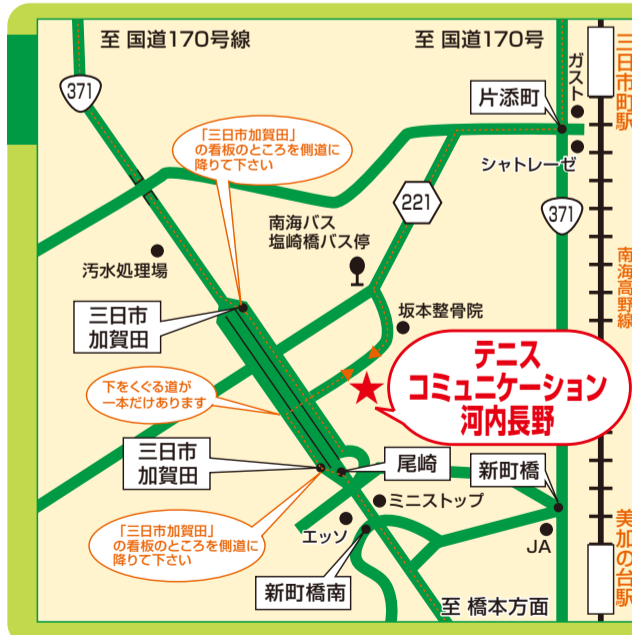 至 国道170号線
至 国道170号
371
三日市町駅
ガスト
片添町
シャトレーゼ
「三日市加賀田」
の看板のところを側道に
降りて下さい
221
371
南海バス
塩崎橋バス停
南海高野線
汚水処理場
三日市
加賀田
坂本整骨院
テニス
コミュニケーション
河内長野
下をくぐる道が
一本だけあります
三日市
加賀田
尾崎
新町橋
ミニストップ
エッソ
「三日市加賀田」
の看板のところを側道に
降りて下さい
JA
美加の台駅
新町橋南
至 橋本方面